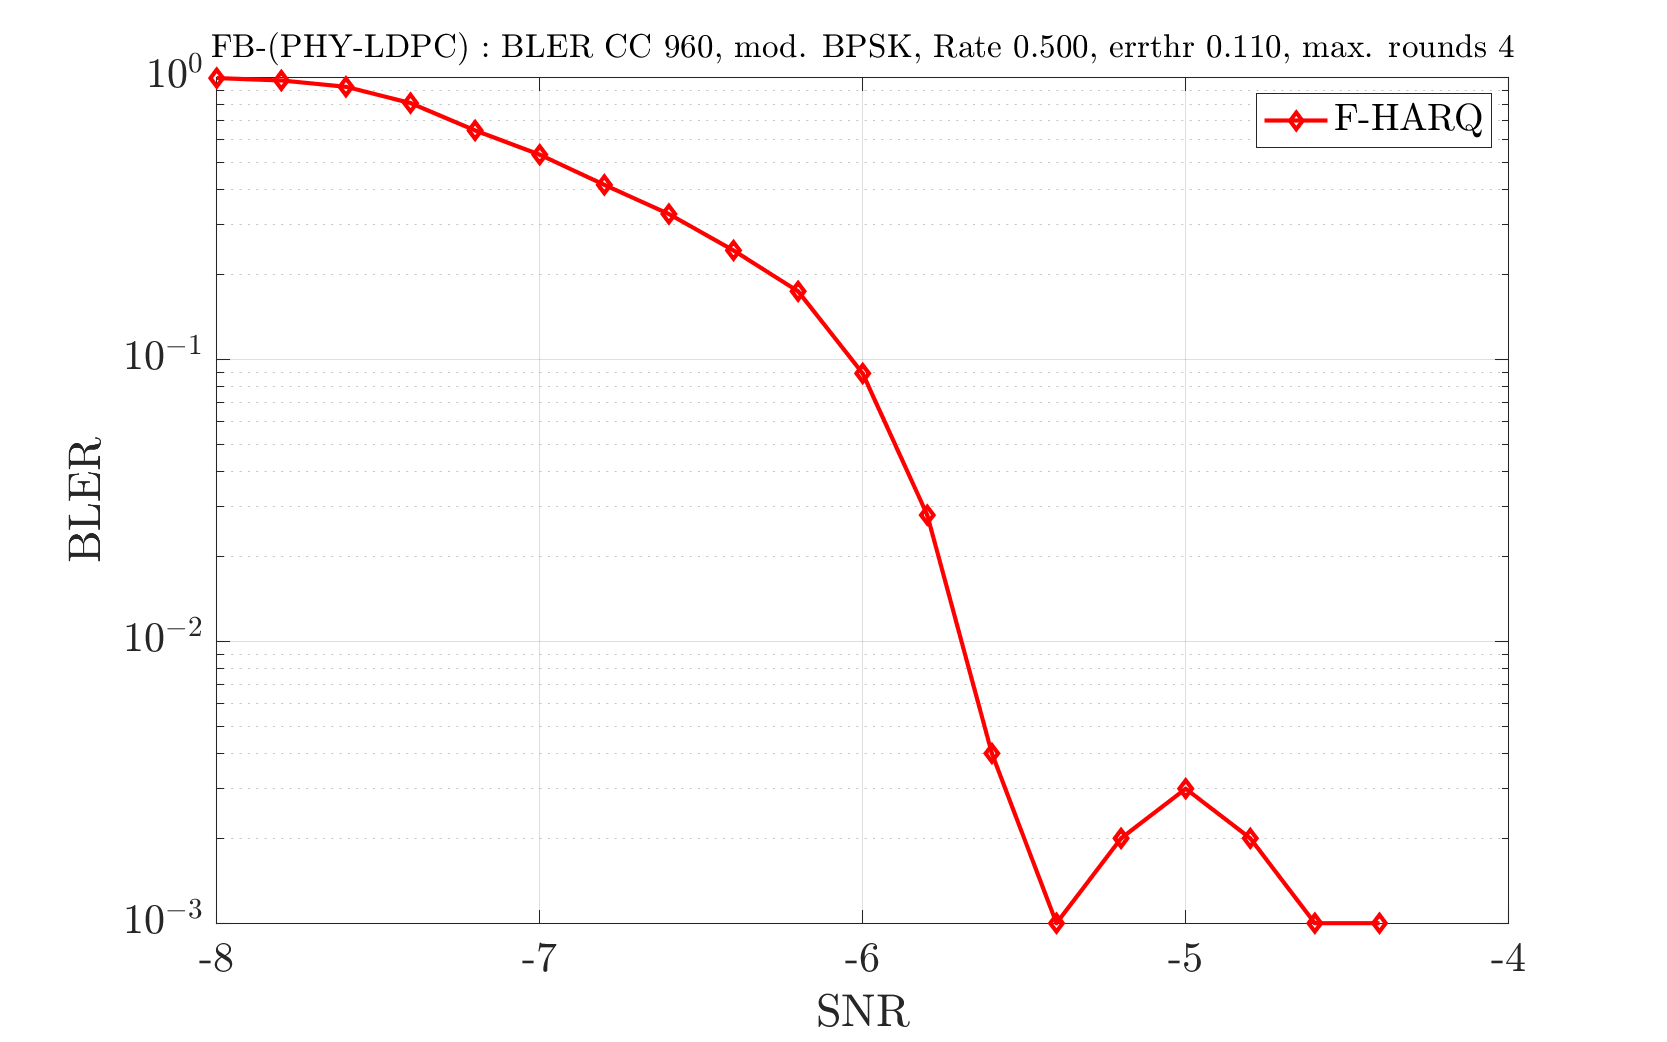 FB-(PHY-LDPC) : BLER CC 960, mod. BPSK, Rate 0.500, errthr 0.110, max. rounds 4
10^0
F-HARQ
10^{-1}
BLER
10^{-2}
10^{-3}
-8 -7 -6 -5 -4
SNR